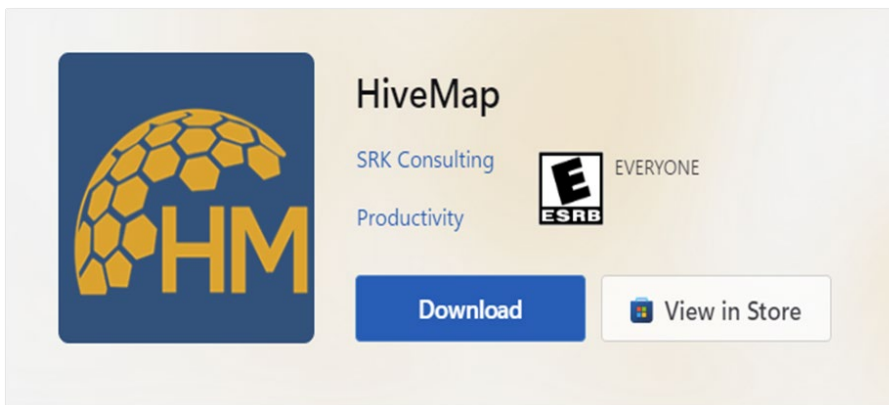 HM
HiveMap
SRK Consulting
Productivity
E
ESRB
EVERYONE
Download
View in Store